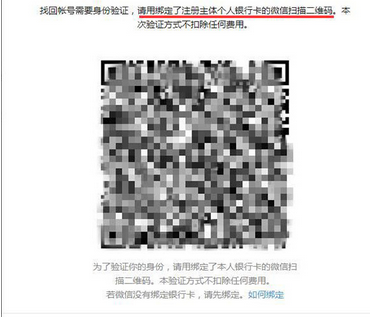 找回帐号需要身份验证，请用绑定了注册主体个人银行卡的微信扫描二维码。本
次验证方式不扣除任何费用。
为了验证你的身份，请用绑定了本人银行卡的微信扫
描二维码。本验证方式不扣除任何费用。
若微信没有绑定银行卡，请先绑定。如何绑定